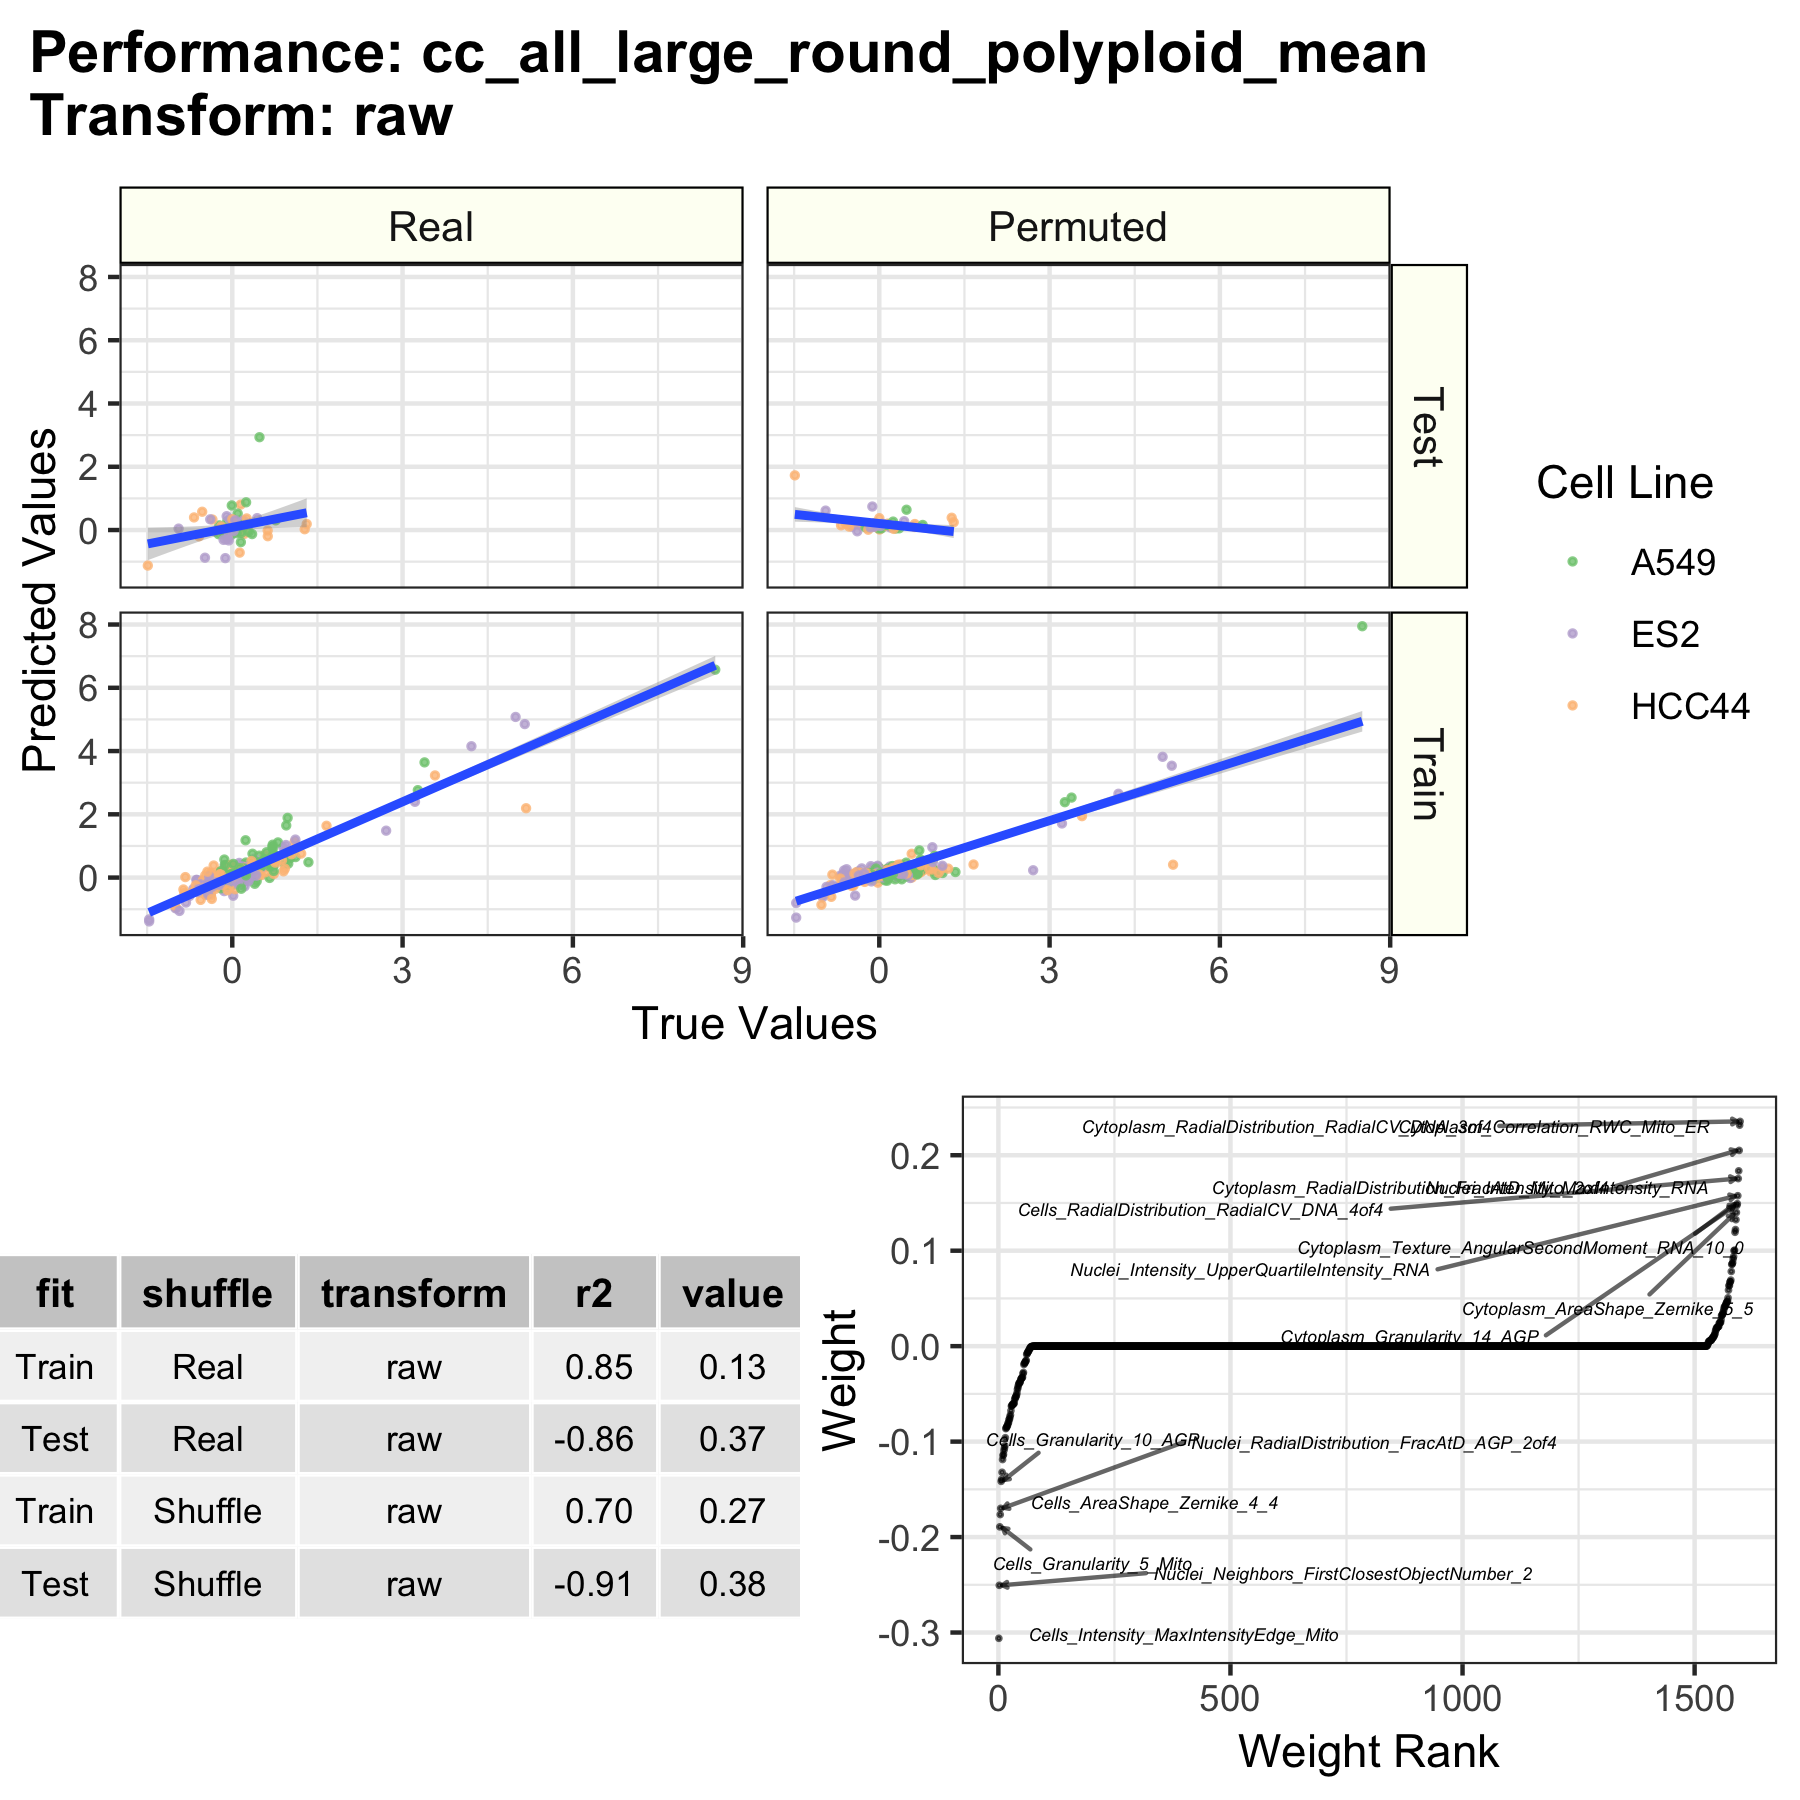 Performance: cc_all_large_round_polyploid_mean
Transform: raw
Real
Permuted
8
6
4
2
0
Test
8
6
4
2
0
Train
Predicted Values
0
3
6
9
0
3
6
9
True Values
Cell Line
A549
ES2
HCC44
fit shuffle transform r2 value
Train Real raw 0.85 0.13
Test Real raw -0.86 0.37
Train Shuffle raw 0.70 0.27
Test Shuffle raw -0.91 0.38
Weight
0.2
0.1
0.0
-0.1
-0.2
-0.3
Cytoplasm_RadialDistribution_RadialCV_DNA_3of4
Cytoplasm_Correlation_RWC_Mito_ER
Cytoplasm_RadialDistribution_FracAtD_Mito_2of4
Nuclei_Intensity_MaxIntensity_RNA
Cells_RadialDistribution_RadialCV_DNA_4of4
Cytoplasm_Texture_AngularSecondMoment_RNA_10_0
Nuclei_Intensity_UpperQuartileIntensity_RNA
Cytoplasm_AreaShape_Zernike_5_5
Cytoplasm_Granularity_14_AGP
Cells_Granularity_10_AGP
Nuclei_RadialDistribution_FracAtD_AGP_2of4
Cells_AreaShape_Zernike_4_4
Cells_Granularity_5_Mito
Nuclei_Neighbors_FirstClosestObjectNumber_2
Cells_Intensity_MaxIntensityEdge_Mito
0
500
1000
1500
Weight Rank